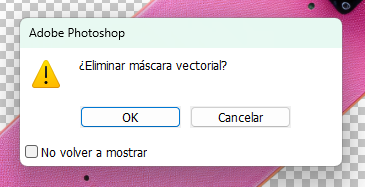 Adobe Photoshop
¿Eliminar máscara vectorial?
OK
Cancelar
No volver a mostrar